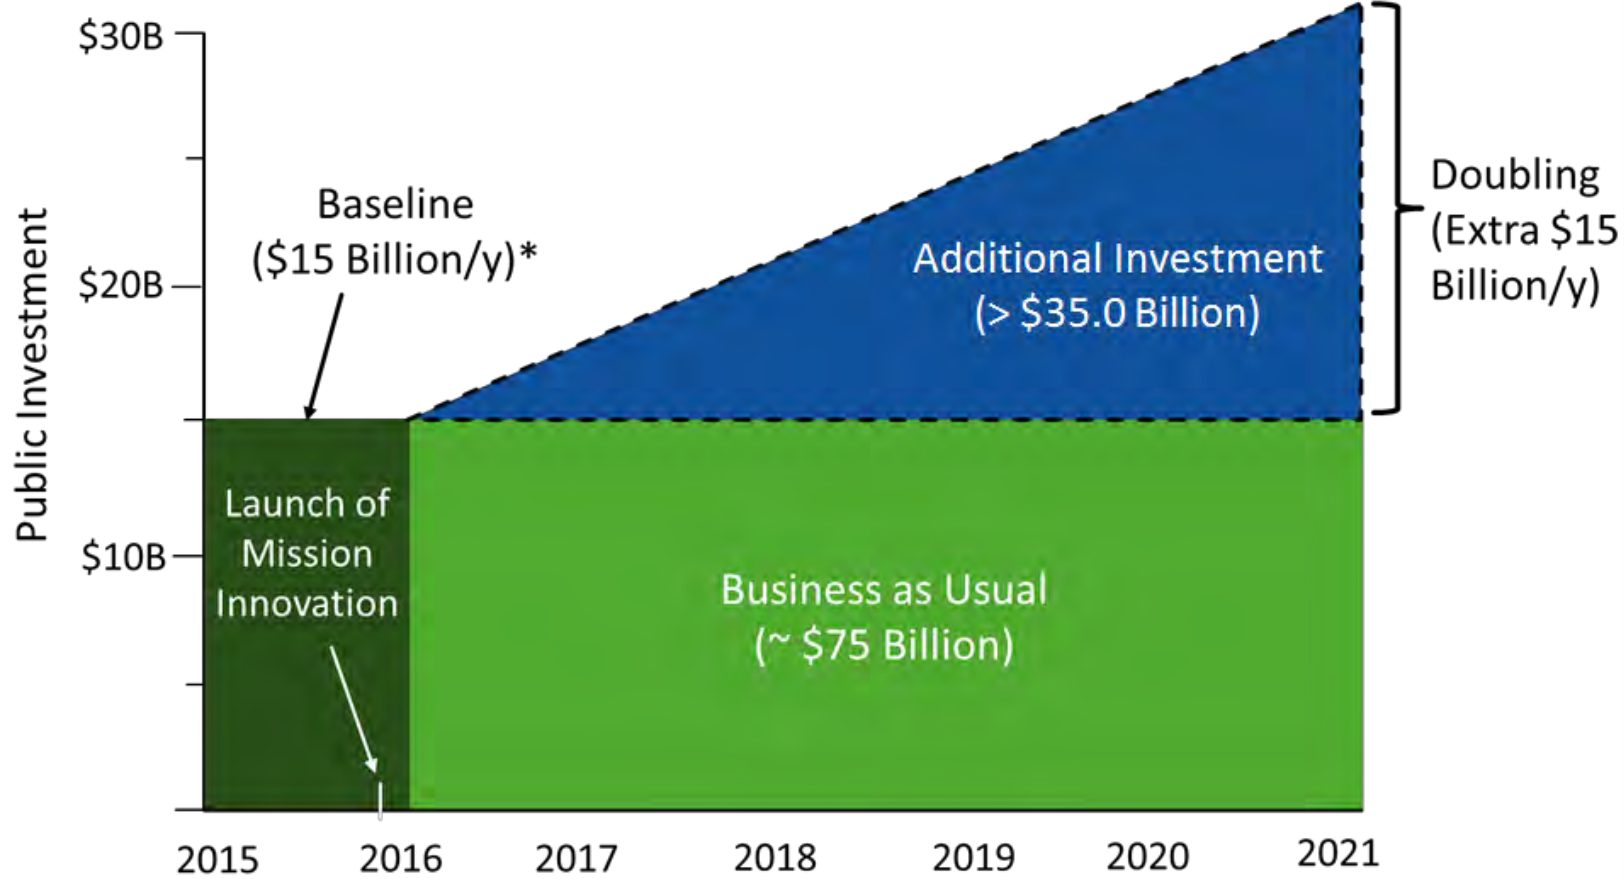 $30B
$20B
$10B
Public Investment
Baseline
($15 Billion/y)*
Launch of
Mission
Innovation
Additional Investment
(> $35.0 Billion)
Business as Usual
(~ $75 Billion)
Doubling
(Extra $15
Billion/y)
2015 2016 2017 2018 2019 2020 2021